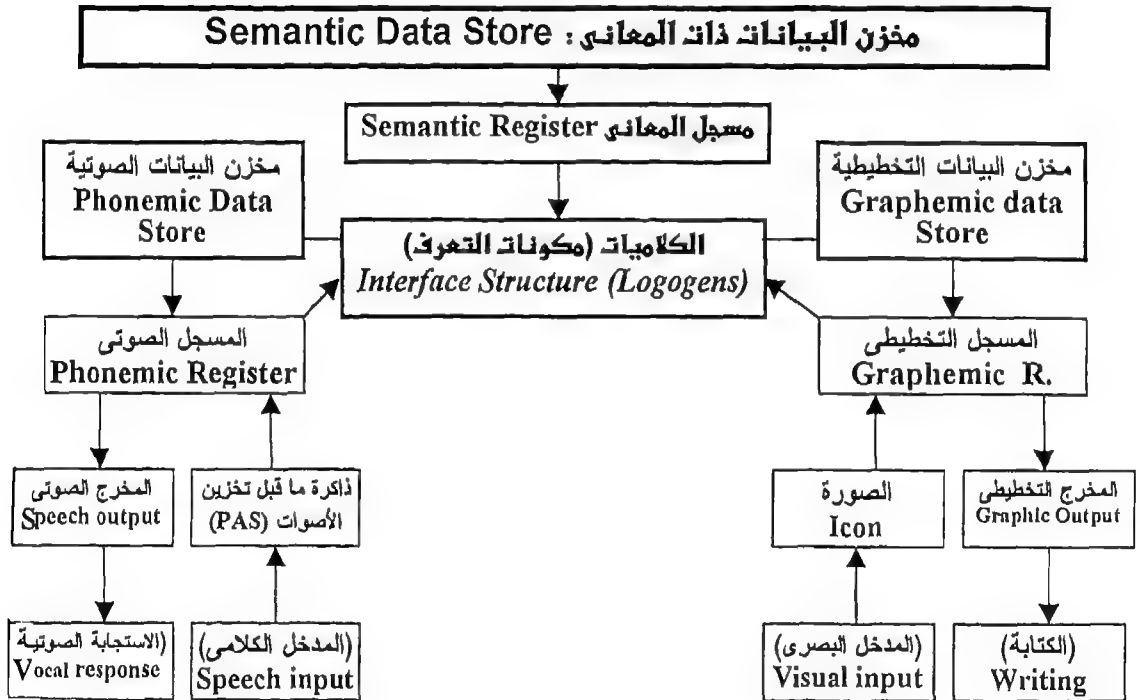 مخزن البيانات ذات المعانى : Semantic Data Store
مسجل المعانى Semantic Register
مخزن البيانات الصوتية
Phonemic Data
Store
مخزن البيانات التخطيطية
Graphemic data
Store
الكلاميات (مكونات التعرف)
Interface Structure (Logogens)
المسجل الصوتى
Phonemic Register
المسجل التخطيطى
Graphemic R.
المخرج الصوتى
Speech output
ذاكرة ما قبل تخزين
الأصوات (PAS)
الصورة
Icon
المخرج التخطيطى
Graphic Output
(الاستجابة الصوتية
Vocal response
(المدخل الكلامى)
Speech input
(المدخل البصرى)
Visual input
(الكتابة)
Writing